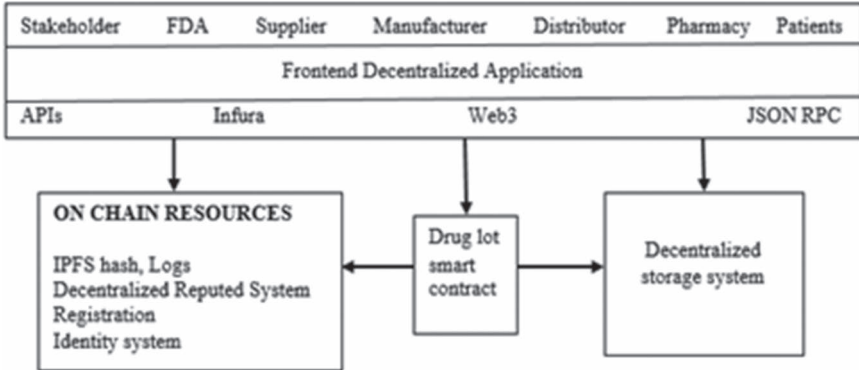 Stakeholder FDA Supplier Manufacturer Distributor Pharmacy Patients
Frontend Decentralized Application
APIs Infura Web3 JSON RPC
ON CHAIN RESOURCES
IPFS hash, Logs
Decentralized Reputed System
Registration
Identity system
Drug lot
smart
contract
Decentralized
storage system